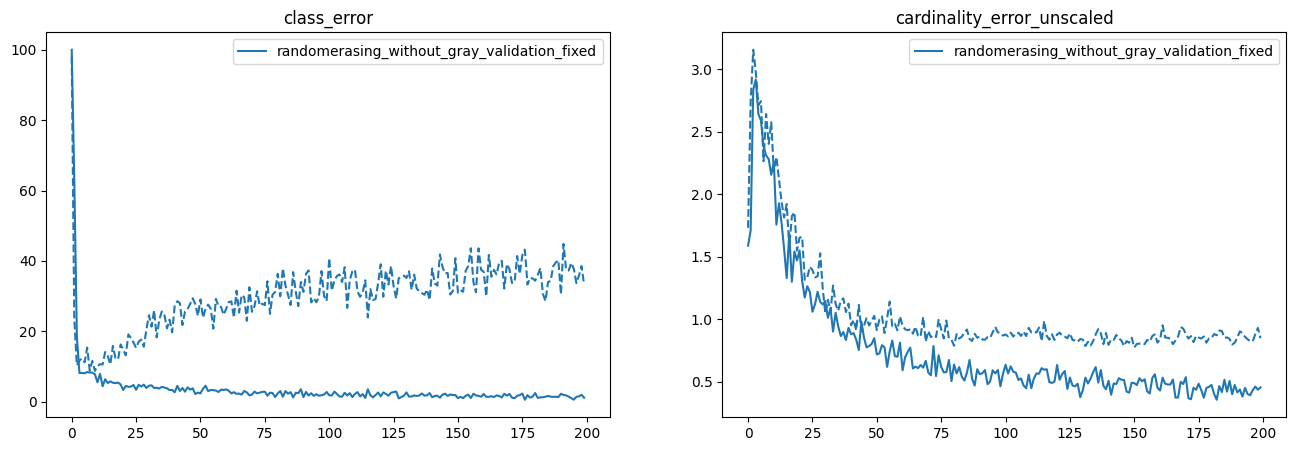 class_error
randomerasing_without_gray_validation_fixed
100
80
60
40
20
0
0 25 50 75 100 125 150 175 200
cardinality_error_unscaled
randomerasing_without_gray_validation_fixed
3.0
2.5
2.0
1.5
1.0
0.5
0 25 50 75 100 125 150 175 200